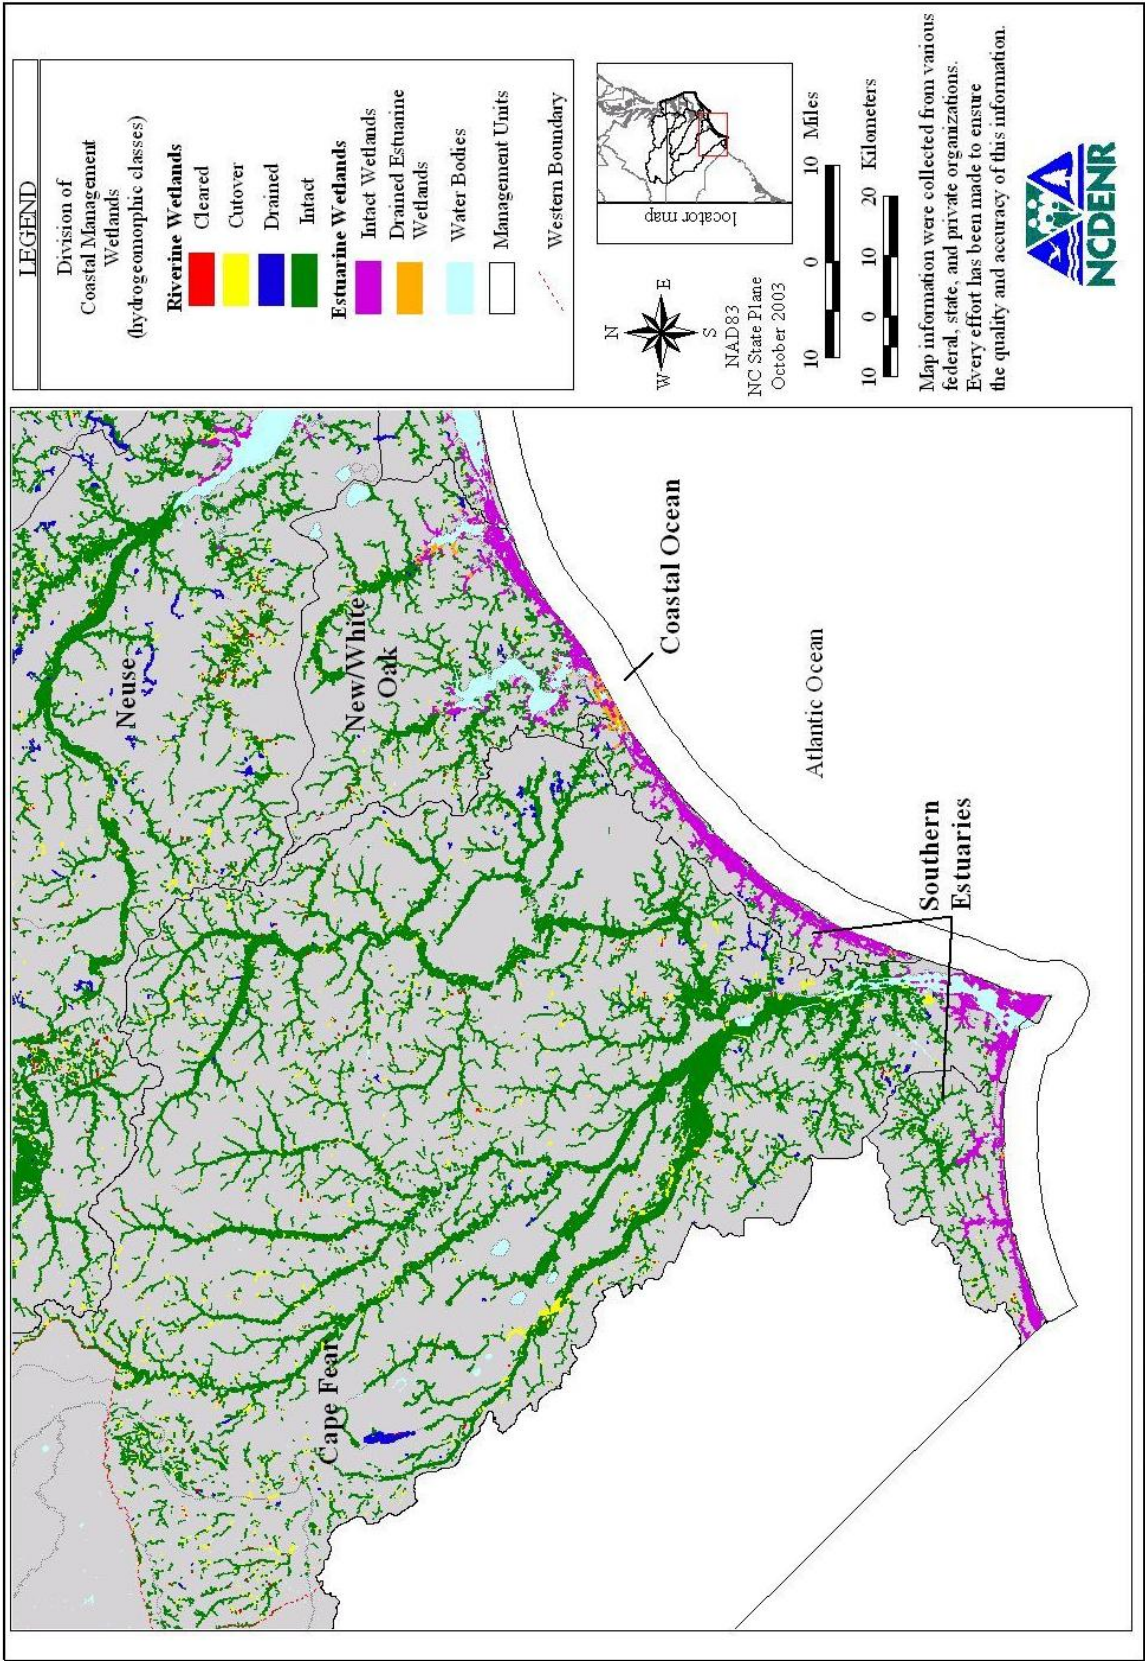 LEGEND
Division of
Coastal Management
Wetlands
(hydrogeomorphic classes)
Riverine Wetlands
Cleared
Cutover
Drained
Intact
Estuarine Wetlands
Intact Wetlands
Drained Estuarine
Wetlands
Water Bodies
Management Units
Western Boundary
locator map
N
W
E
S
NAD83
NC State Plane
October 2003
10 0 10 Miles
10 0 10 20 Kilometers
Map information were collected from various
federal, state, and private organizations.
Every effort has been made to ensure
the quality and accuracy of this information.
NCDENR
Neuse
New/White
Oak
Cape Fear
Coastal Ocean
Atlantic Ocean
Southern
Estuaries